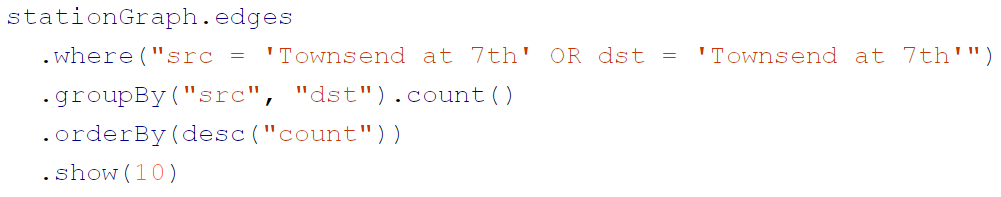 stationGraph.edges
  .where("src = 'Townsend at 7th' OR dst = 'Townsend at 7th'")
  .groupBy("src", "dst").count()
  .orderBy(desc("count"))
  .show(10)